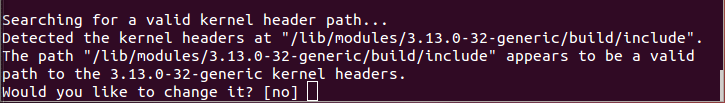 Searching for a valid kernel header path...
Detected the kernel headers at "/lib/modules/3.13.0-32-generic/build/include".
The path "/lib/modules/3.13.0-32-generic/build/include" appears to be a valid
path to the 3.13.0-32-generic kernel headers.
Would you like to change it? [no]